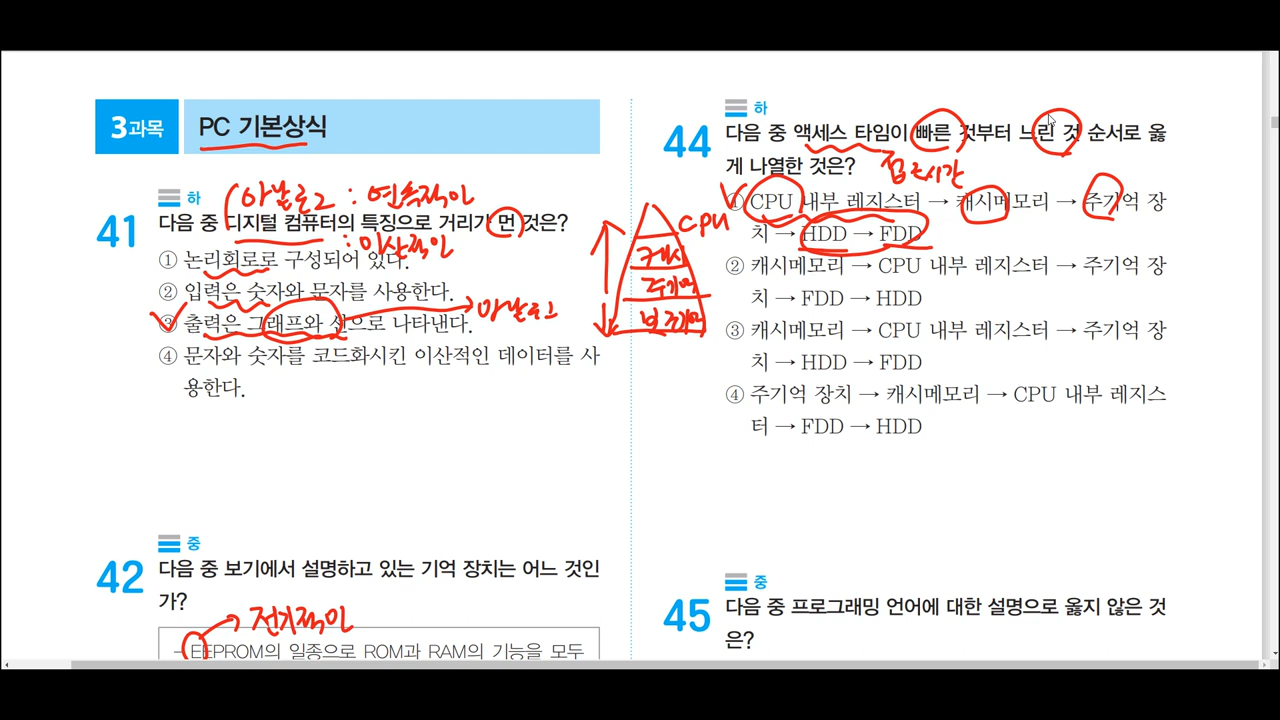 3과목
PC 기본상식
하
아날로그 : 연속적인
41
다음 중 디지털 컴퓨터의 특징으로 거리가 먼 것은?
: 이산적인
① 논리회로로 구성되어 있다.
② 입력은 숫자와 문자를 사용한다.
③ 출력은 그래프와 선으로 나타낸다.
아날로그
④ 문자와 숫자를 코드화시킨 이산적인 데이터를 사
용한다.
중
42
다음 중 보기에서 설명하고 있는 기억 장치는 어느 것인
가?
전기적인
- EEPROM의 일종으로 ROM과 RAM의 기능을 모두
하
44
다음 중 액세스 타임이 빠른 것부터 느린 것 순서로 옳
게 나열한 것은?
접근시간
① CPU 내부 레지스터 → 캐시메모리 → 주기억 장
치 → HDD → FDD
CPU
캐시
주기억
보조기억
② 캐시메모리 → CPU 내부 레지스터 → 주기억 장
치 → FDD → HDD
③ 캐시메모리 → CPU 내부 레지스터 → 주기억 장
치 → HDD → FDD
④ 주기억 장치 → 캐시메모리 → CPU 내부 레지스
터 → FDD → HDD
중
45
다음 중 프로그래밍 언어에 대한 설명으로 옳지 않은 것
은?